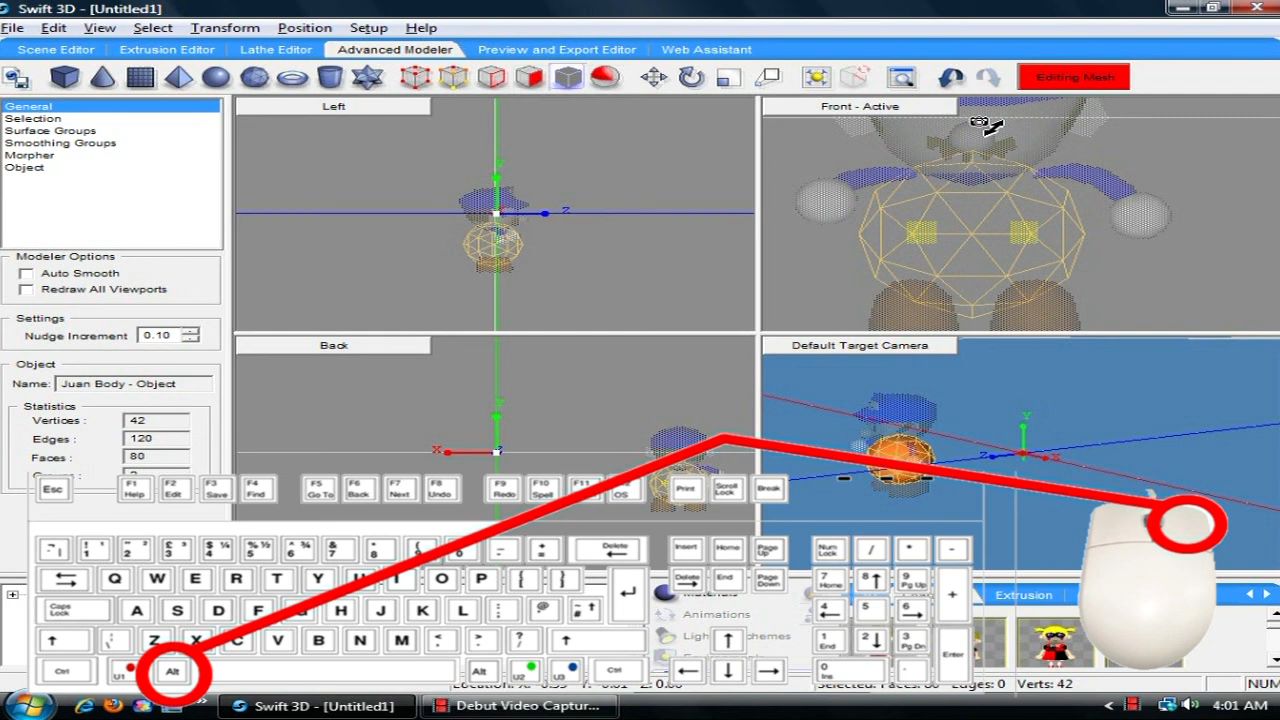 Swift 3D - [Untitled1]
File Edit View Select Transform Position Setup Help
Scene Editor Extrusion Editor Lathe Editor Advanced Modeler Preview and Export Editor Web Assistant
Editing Mesh
General
Selection
Surface Groups
Smoothing Groups
Morpher
Object
Modeler Options
Auto Smooth
Redraw All Viewports
Settings
Nudge Increment 0.10
Object
Name: Juan Body - Object
Statistics
Vertices: 42
Edges: 120
Faces: 80
Left
Y
Z
Front - Active
Back
Y
X
Default Target Camera
Y
Z X
Esc F1 Help F2 Edit F3 Save F4 Find F5 Go To F6 Back F7 Next F8 Undo F9 Redo F10 Spell F11 OS Print Scroll Lock Break
Delete Insert Home Page Up Num Lock / * -
Q W E R T Y U I O P { } Delete End Page Down 7 Home 8 9 Pg Up +
Caps Lock A S D F G H J K L 4 5 6
Z X C V B N M 1 End 2 3 Pg Dn Enter
Ctrl U1 Alt Alt U2 U3 Ctrl 0 Ins
Animations
Extrusion
Edges: 0 Verts: 42 NUM
Swift 3D - [Untitled1] Debut Video Captur... 4:01 AM